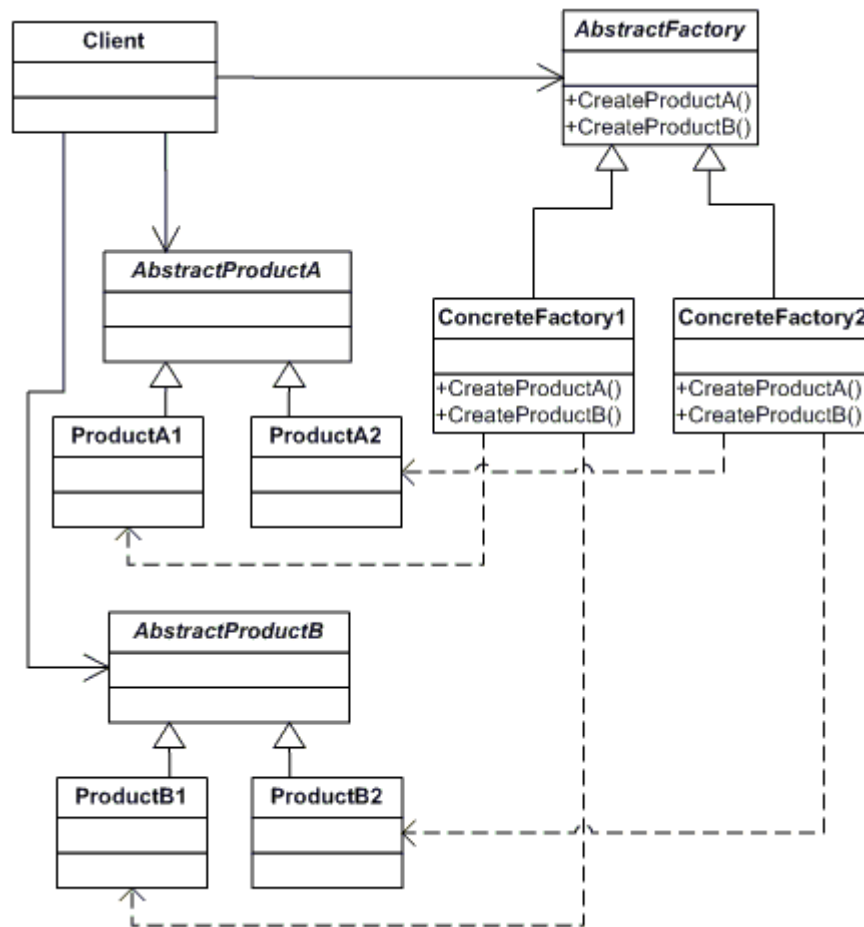 Client
AbstractFactory
+CreateProductA()
+CreateProductB()
AbstractProductA
ConcreteFactory1
+CreateProductA()
+CreateProductB()
ConcreteFactory2
+CreateProductA()
+CreateProductB()
ProductA1
ProductA2
AbstractProductB
ProductB1
ProductB2